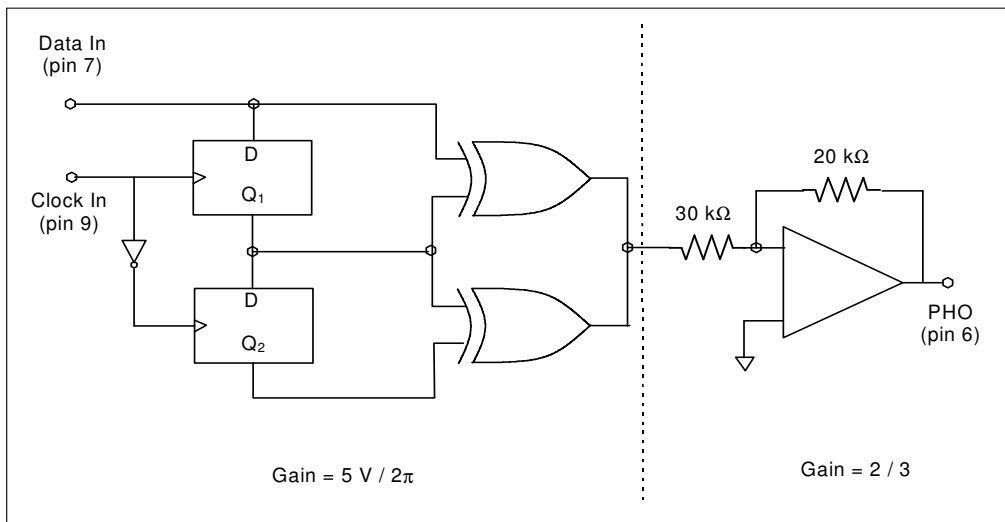 Data In
(pin 7)
D
Q₁
Clock In
(pin 9)
D
Q₂
20 kΩ
30 kΩ
PHO
(pin 6)
Gain = 5 V / 2π
Gain = 2 / 3